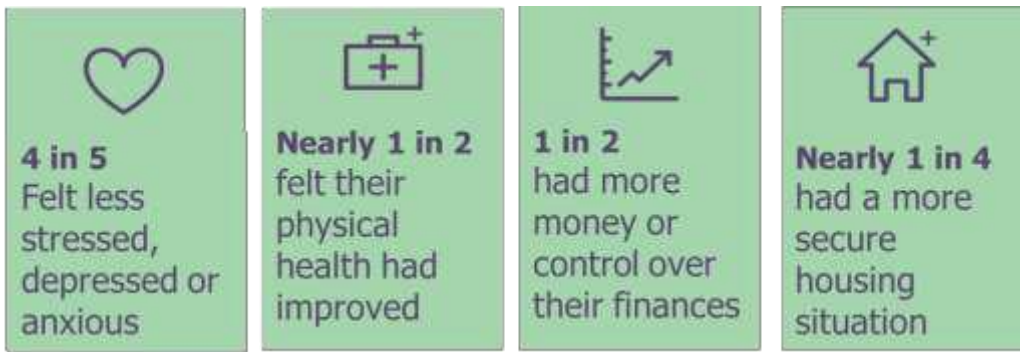 4 in 5
Felt less
stressed,
depressed or
anxious
Nearly 1 in 2
felt their
physical
health had
improved
1 in 2
had more
money or
control over
their finances
Nearly 1 in 4
had a more
secure
housing
situation